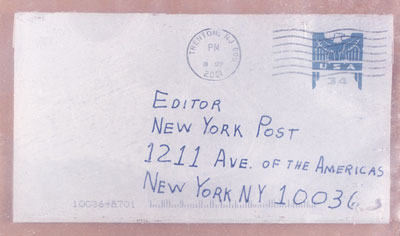 TRENTON, NJ
PM
2001
USA
34
EDITOR
NEW YORK POST
1211 AVE. OF THE AMERICAS
NEW YORK NY 10036
10036+8701